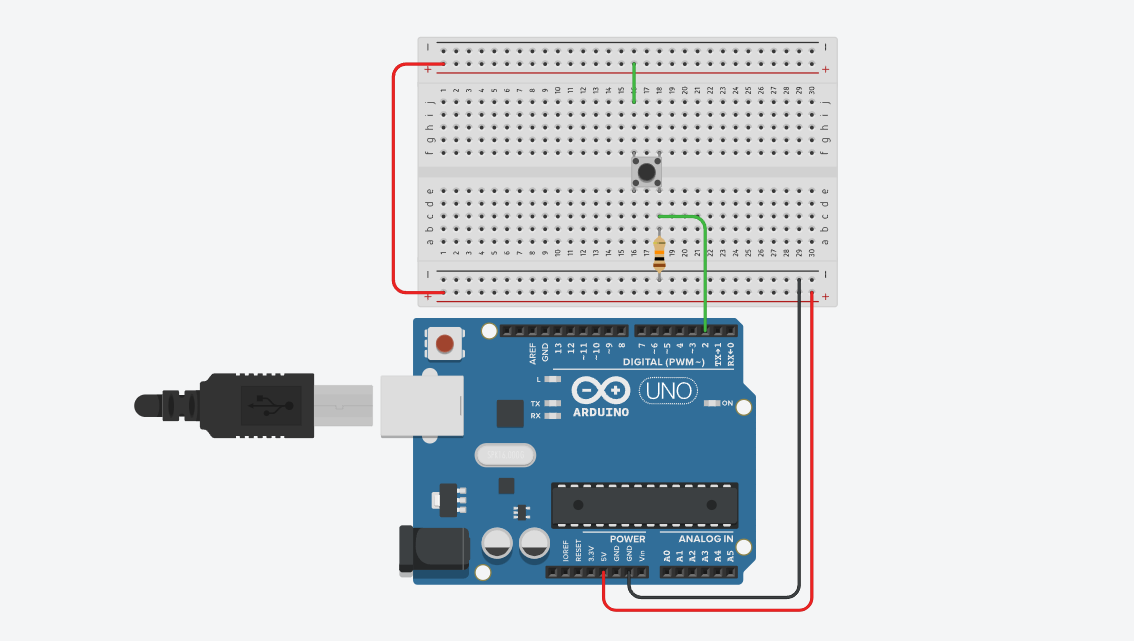 − −
+ +
1 2 3 4 5 6 7 8 9 10 11 12 13 14 15 16 17 18 19 20 21 22 23 24 25 26 27 28 29 30
j j
i i
h h
g g
f f
e e
d d
c c
b b
a a
1 2 3 4 5 6 7 8 9 10 11 12 13 14 15 16 17 18 19 20 21 22 23 24 25 26 27 28 29 30
− −
+ +
AREF GND 13 12 ~11 ~10 ~9 8 7 ~6 ~5 4 ~3 2 TX→1 RX←0
DIGITAL (PWM~)
L
TX
RX
UNO
ON
ARDUINO
POWER ANALOG IN
IOREF RESET 3.3V 5V GND GND Vin A0 A1 A2 A3 A4 A5